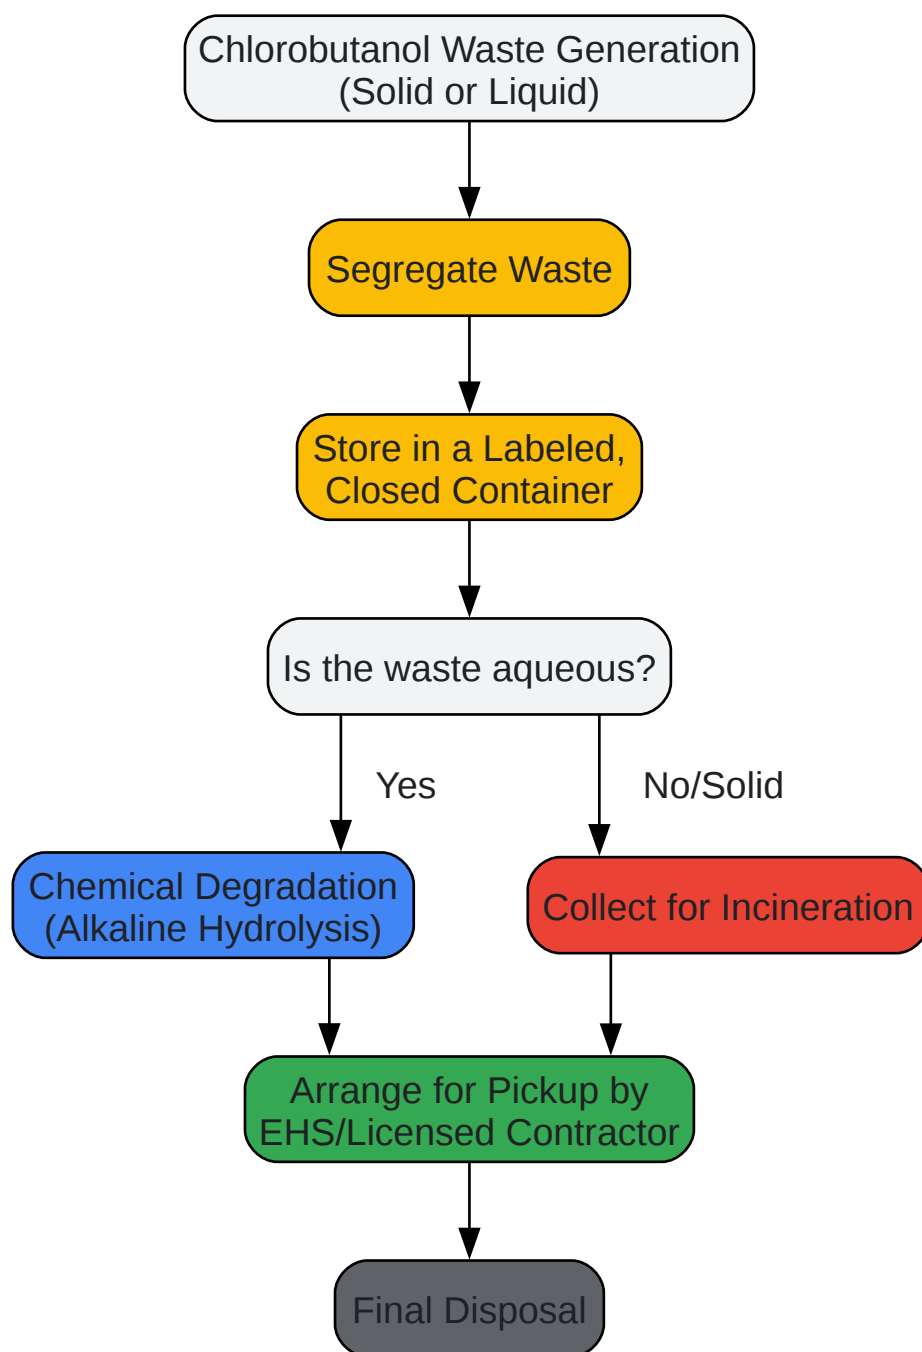 Chlorobutanol Waste Generation
(Solid or Liquid)
Segregate Waste
Store in a Labeled,
Closed Container
Is the waste aqueous?
Yes
No/Solid
Chemical Degradation
(Alkaline Hydrolysis)
Collect for Incineration
Arrange for Pickup by
EHS/Licensed Contractor
Final Disposal